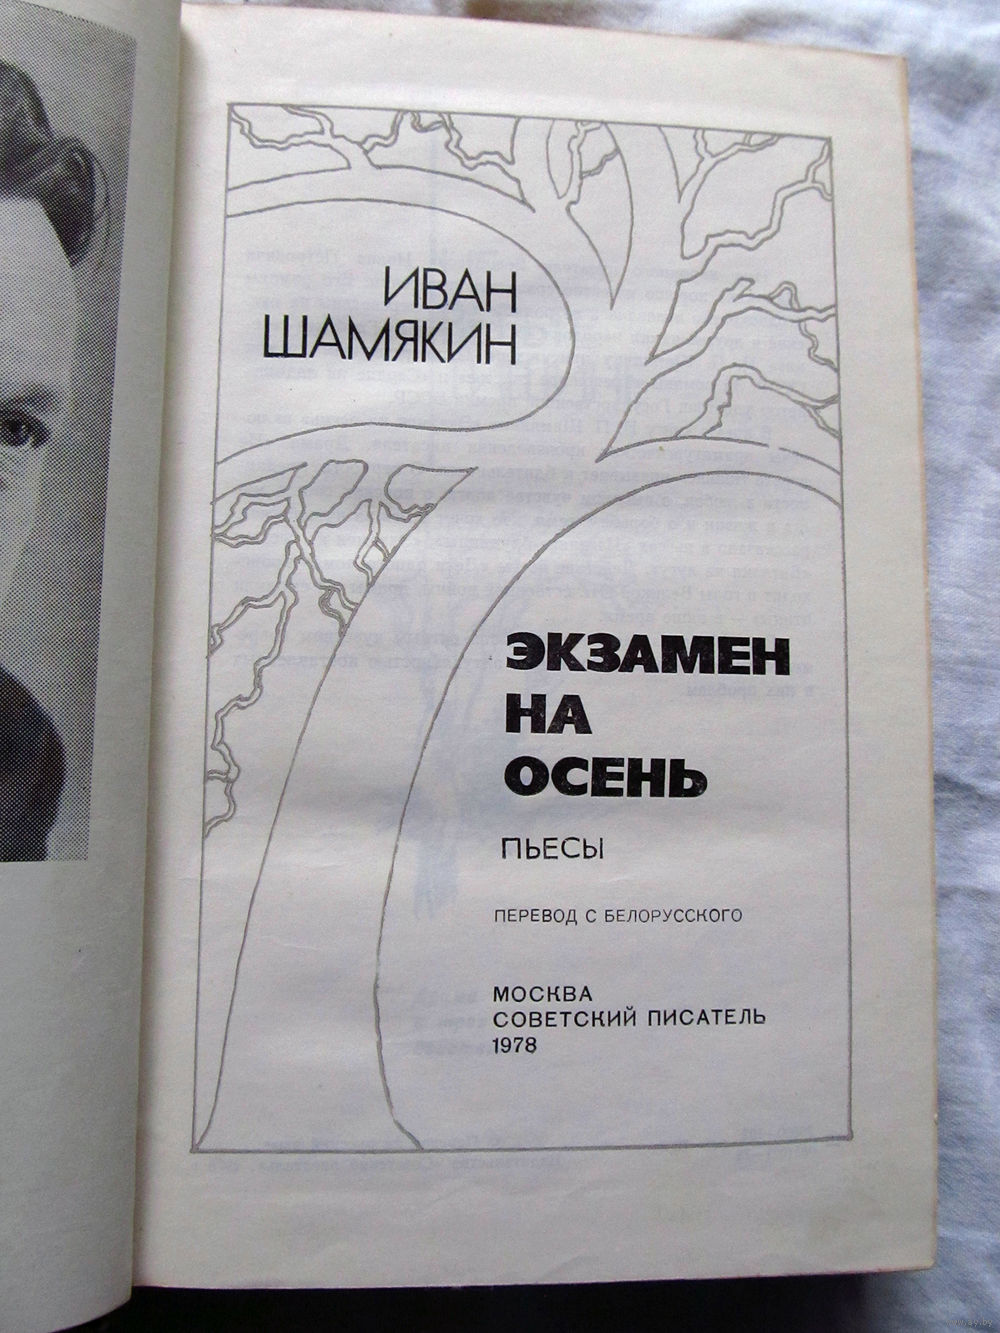 ИВАН
ШАМЯКИН
ЭКЗАМЕН
НА
ОСЕНЬ
ПЬЕСЫ
ПЕРЕВОД С БЕЛОРУССКОГО
МОСКВА
СОВЕТСКИЙ ПИСАТЕЛЬ
1978